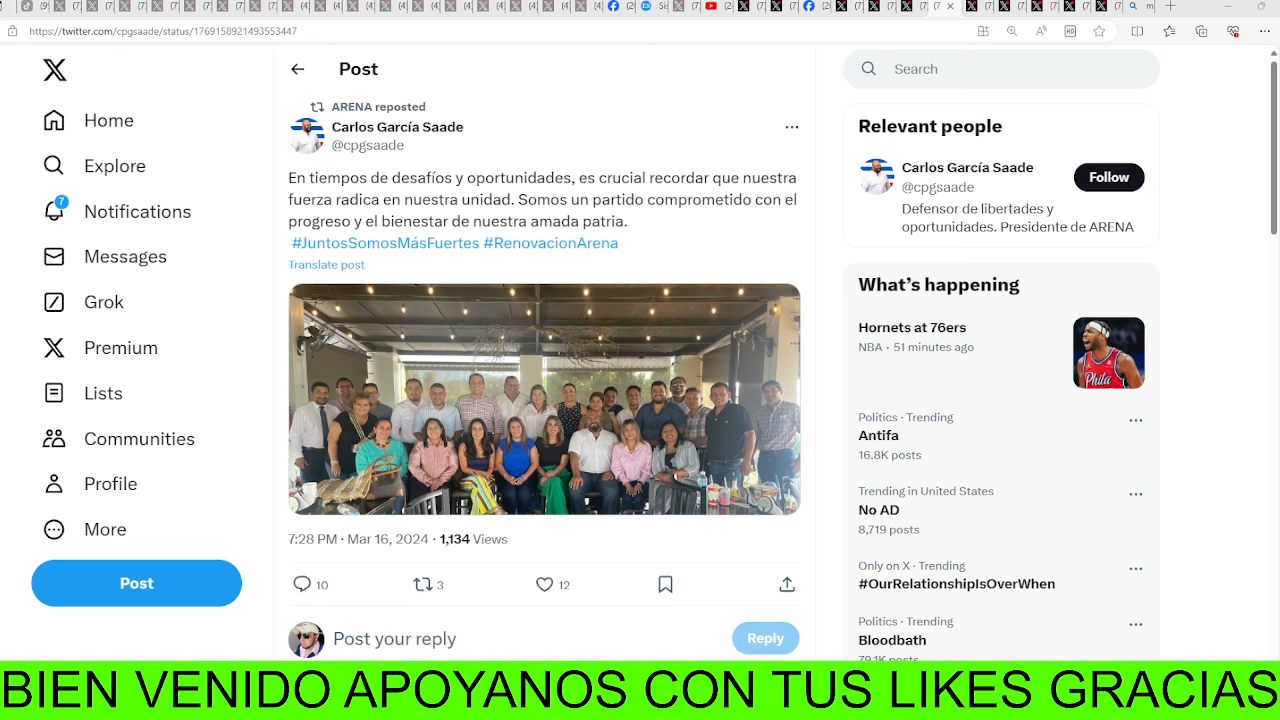 https://twitter.com/cpgsaade/status/1769158921493553447
Home
Explore
7
Notifications
Messages
Grok
Premium
Lists
Communities
Profile
More
Post
Post
ARENA reposted
Carlos García Saade
@cpgsaade
En tiempos de desafíos y oportunidades, es crucial recordar que nuestra
fuerza radica en nuestra unidad. Somos un partido comprometido con el
progreso y el bienestar de nuestra amada patria.
#JuntosSomosMásFuertes #RenovacionArena
Translate post
7:28 PM · Mar 16, 2024 · 1,134 Views
10
3
12
Post your reply
Reply
Search
Relevant people
Carlos García Saade
@cpgsaade
Follow
Defensor de libertades y
oportunidades. Presidente de ARENA
What's happening
Hornets at 76ers
NBA · 51 minutes ago
Phila
Politics · Trending
Antifa
16.8K posts
Trending in United States
No AD
8,719 posts
Only on X · Trending
#OurRelationshipIsOverWhen
Politics · Trending
Bloodbath
79.1K posts
BIEN VENIDO APOYANOS CON TUS LIKES GRACIAS